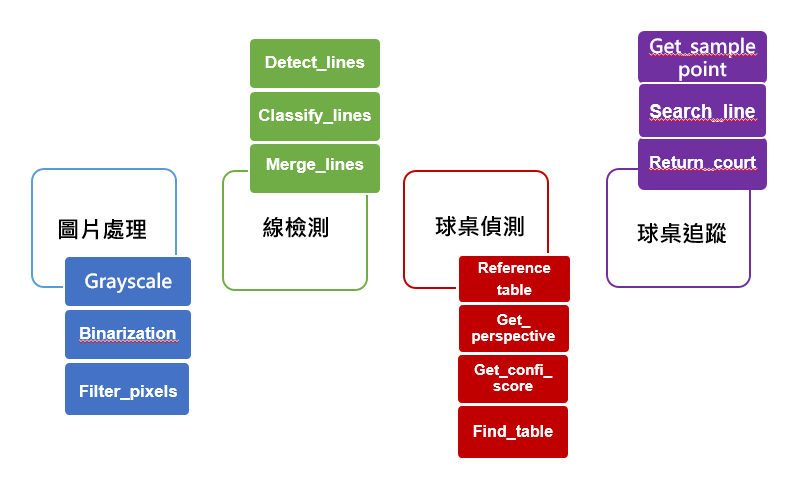 圖片處理
Grayscale
Binarization
Filter_pixels
Detect_lines
Classify_lines
Merge_lines
線檢測
球桌偵測
Reference
table
Get_
perspective
Get_confi_
score
Find_table
Get_sample
point
Search_line
Return_court
球桌追蹤